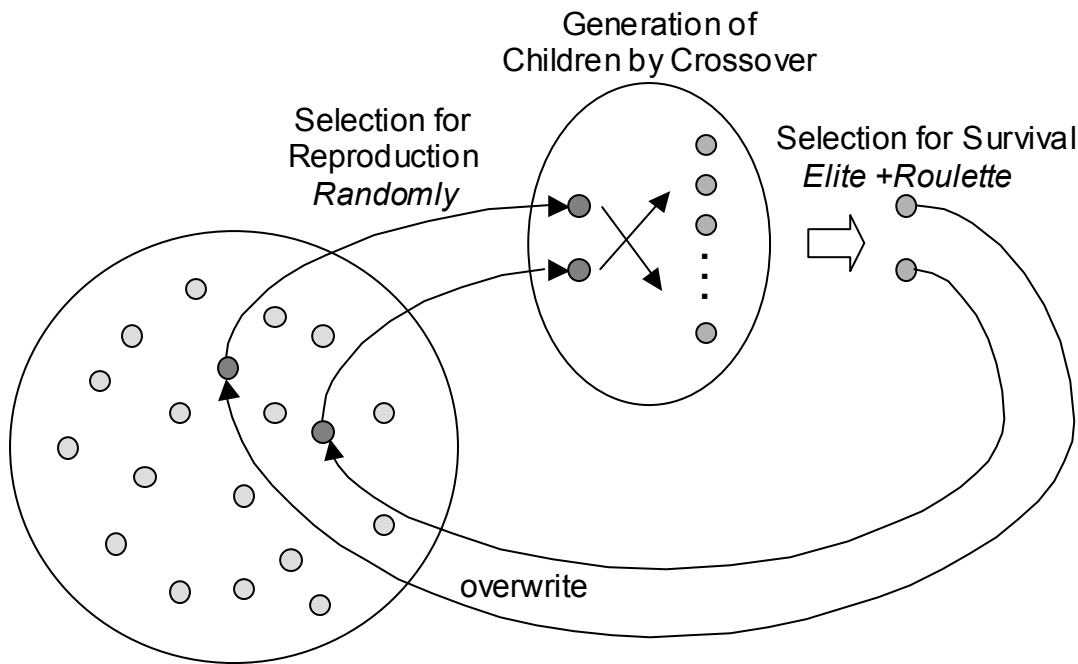 Generation of
Children by Crossover
Selection for
Reproduction
Randomly
Selection for Survival
Elite +Roulette
overwrite